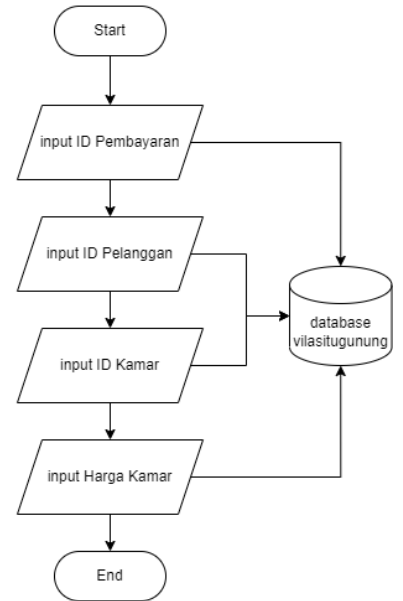 Start
input ID Pembayaran
input ID Pelanggan
database
vilasitugunung
input ID Kamar
input Harga Kamar
End